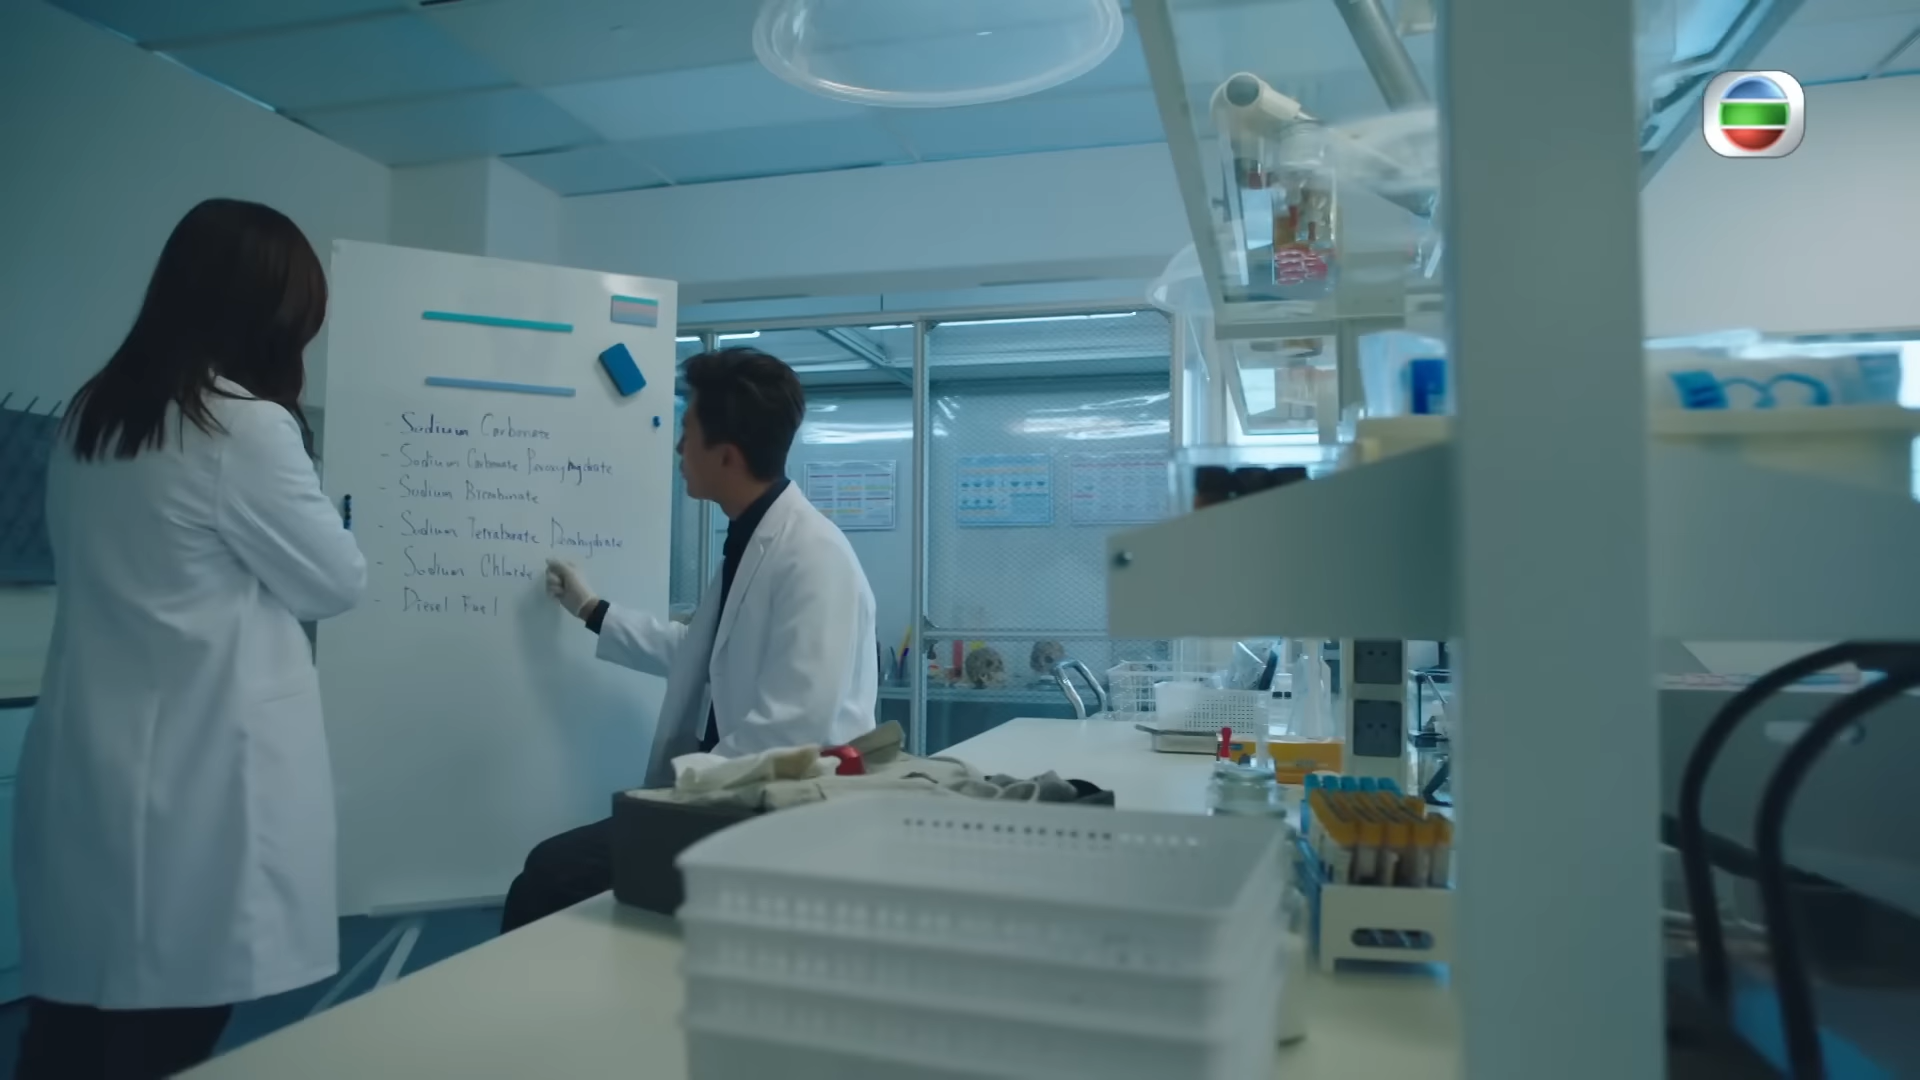 - Sodium Carbonate
- Sodium Carbonate Peroxyhydrate
- Sodium Bicarbonate
- Sodium Tetraborate Decahydrate
- Sodium Chloride
- Diesel Fuel